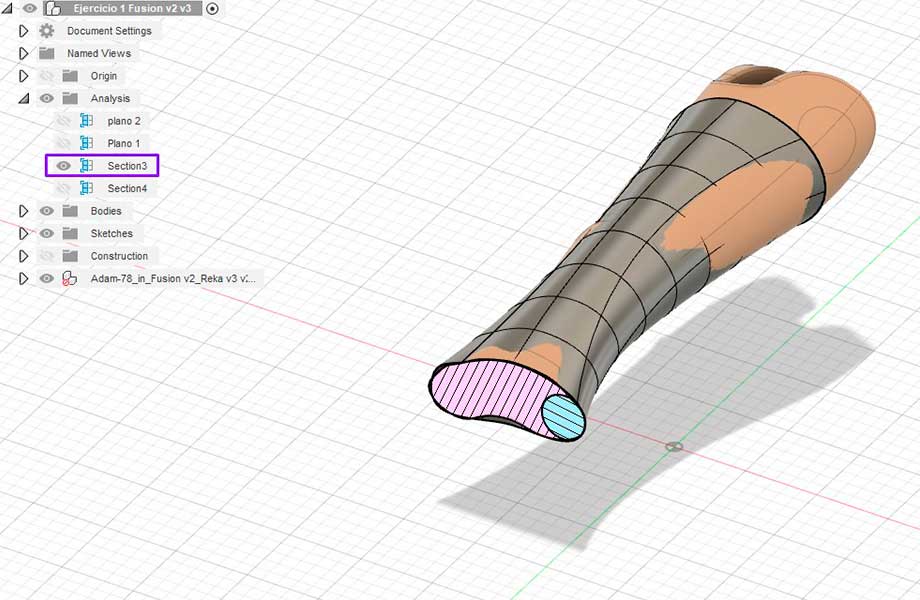 Ejercicio 1 Fusion v2 v3
Document Settings
Named Views
Origin
Analysis
plano 2
Plano 1
Section3
Section4
Bodies
Sketches
Construction
Adam-78_in_Fusion v2_Reka v3 v:...